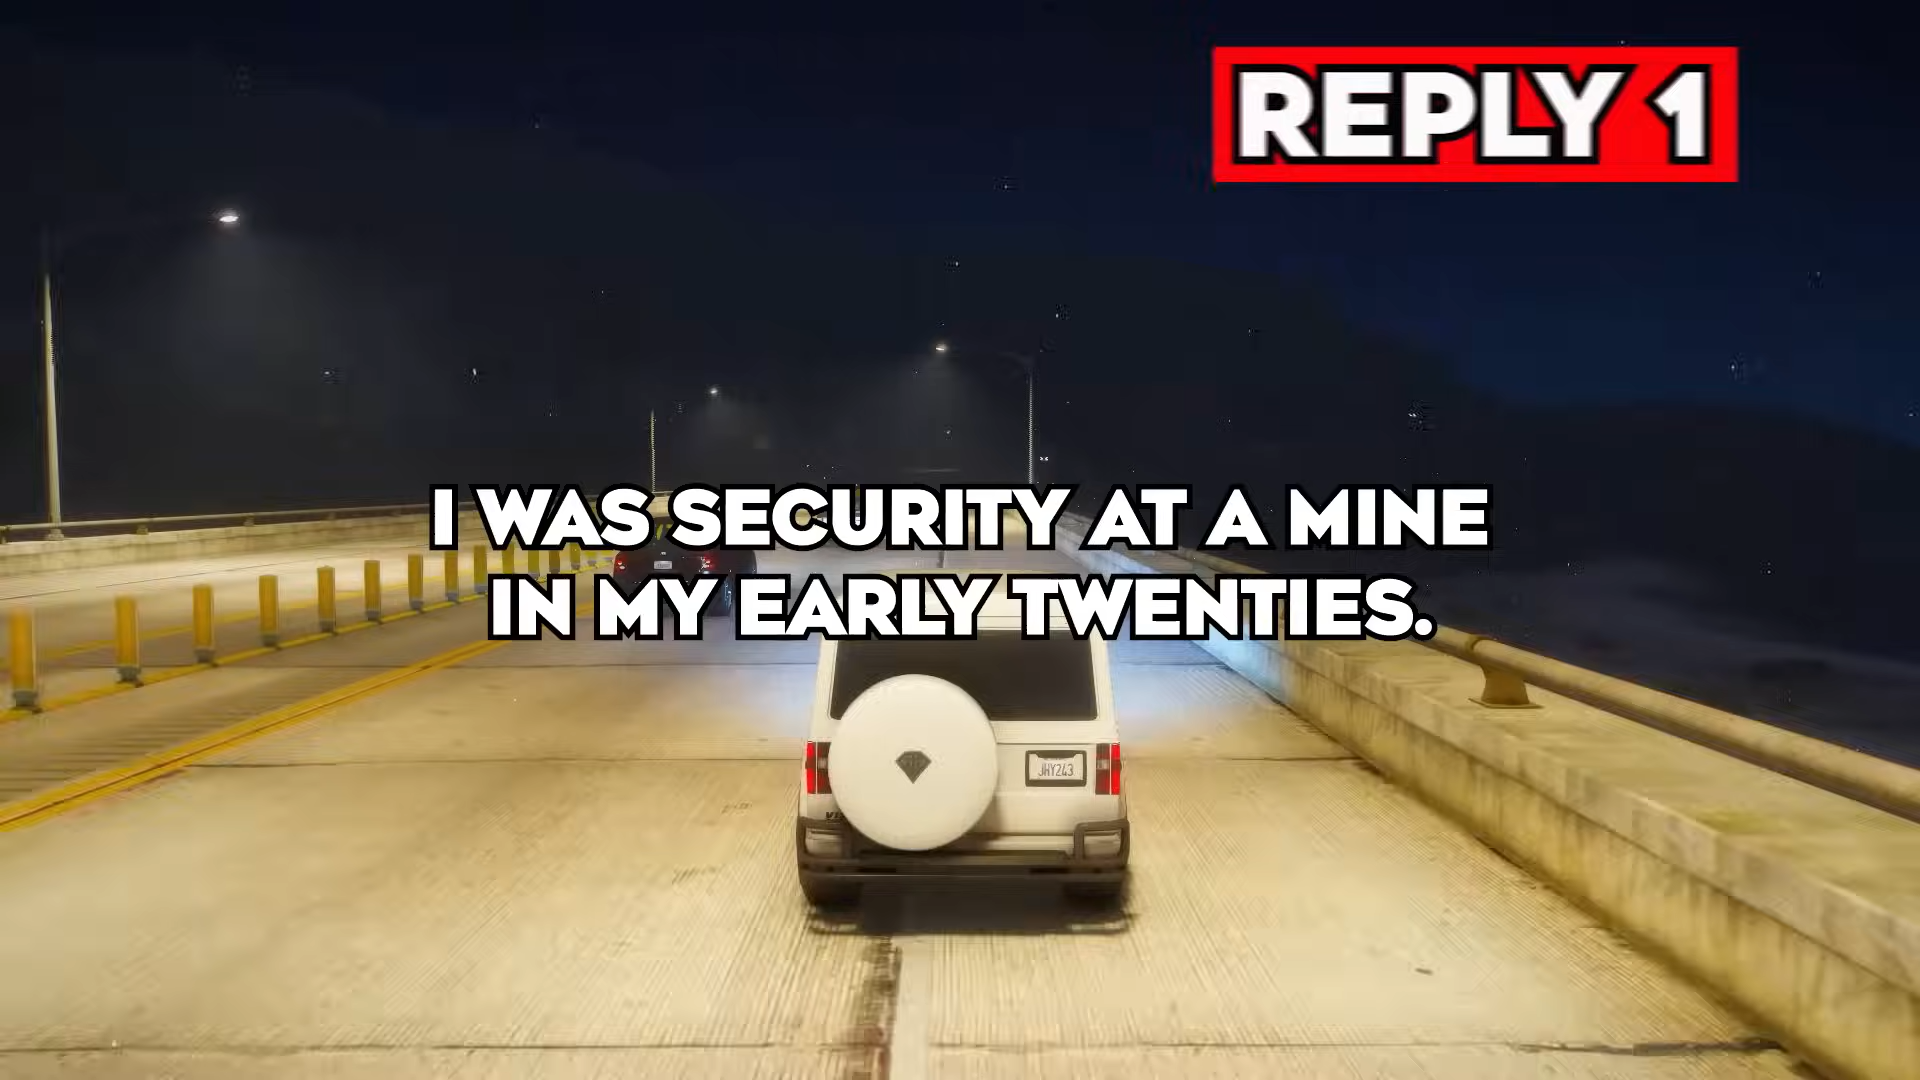 REPLY 1
I WAS SECURITY AT A MINE
IN MY EARLY TWENTIES.
JHY243